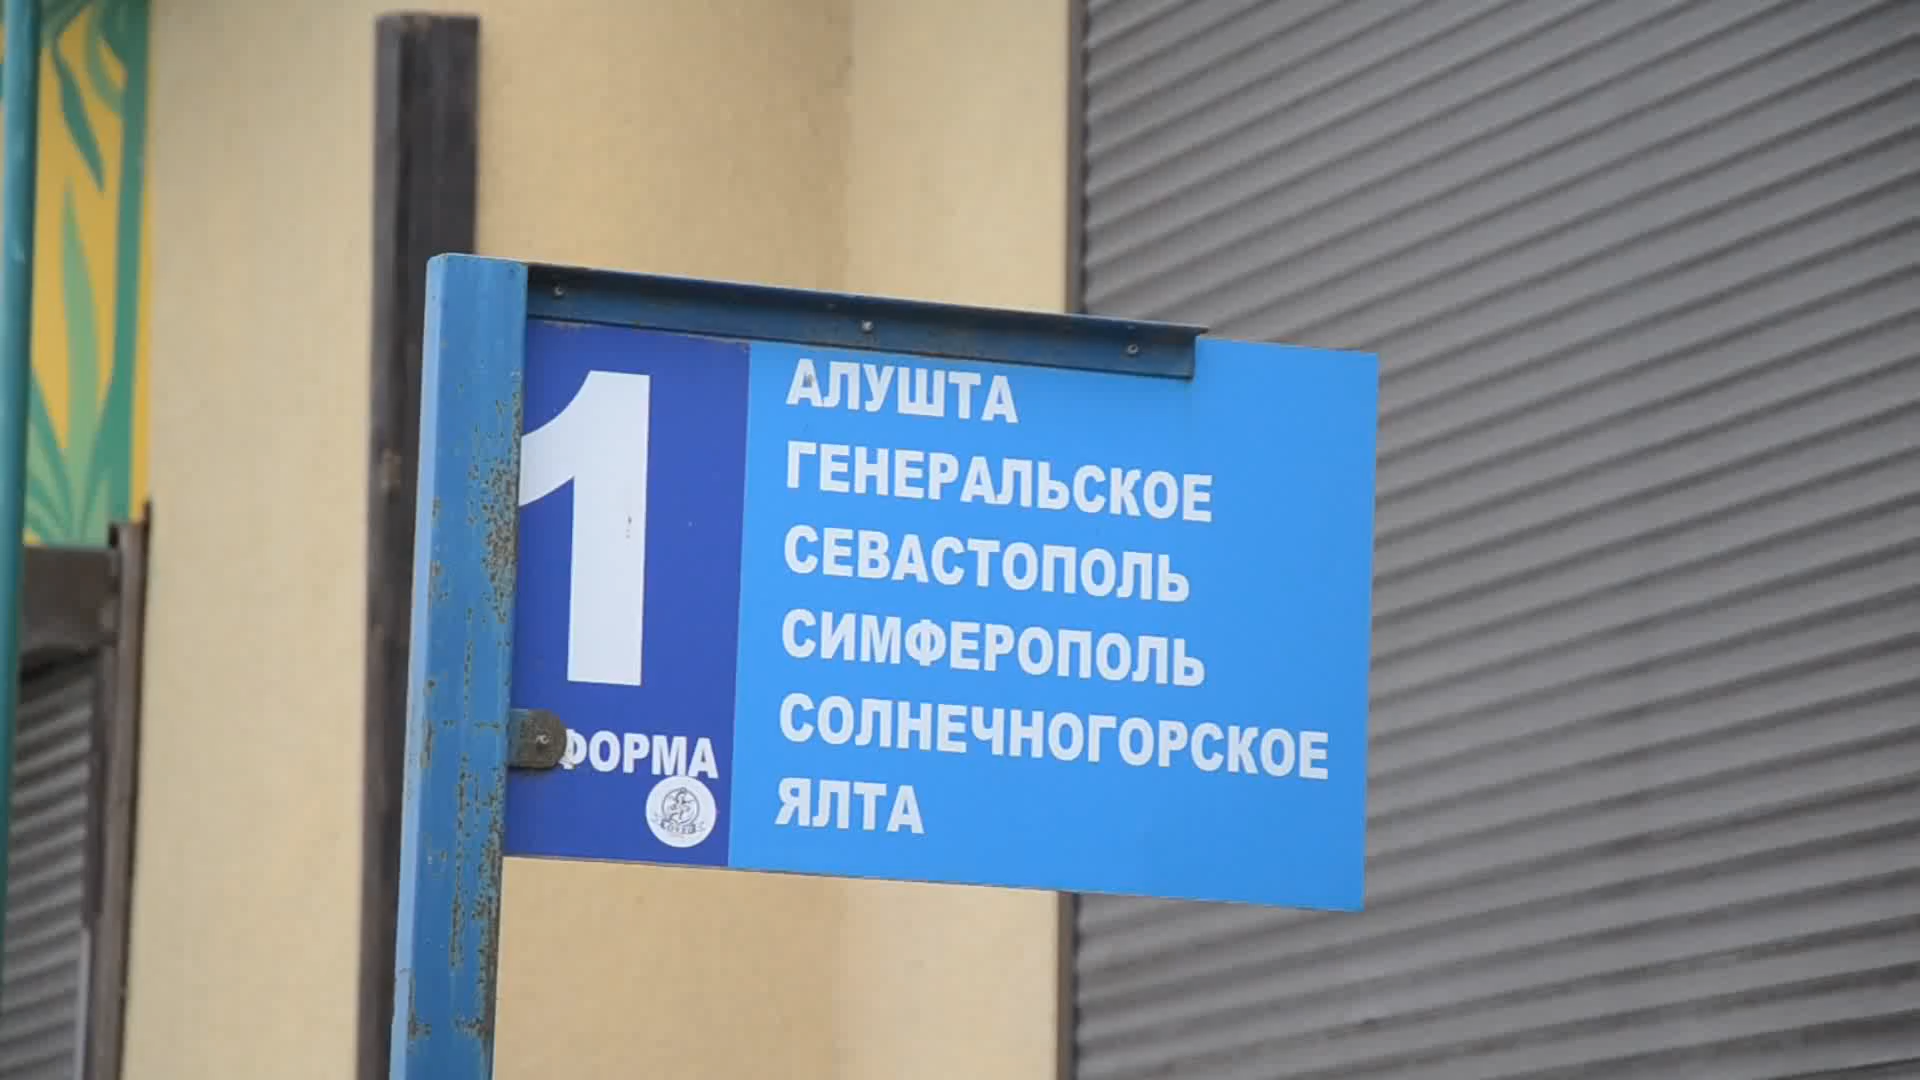 1
ФОРМА
АЛУШТА
ГЕНЕРАЛЬСКОЕ
СЕВАСТОПОЛЬ
СИМФЕРОПОЛЬ
СОЛНЕЧНОГОРСКОЕ
ЯЛТА